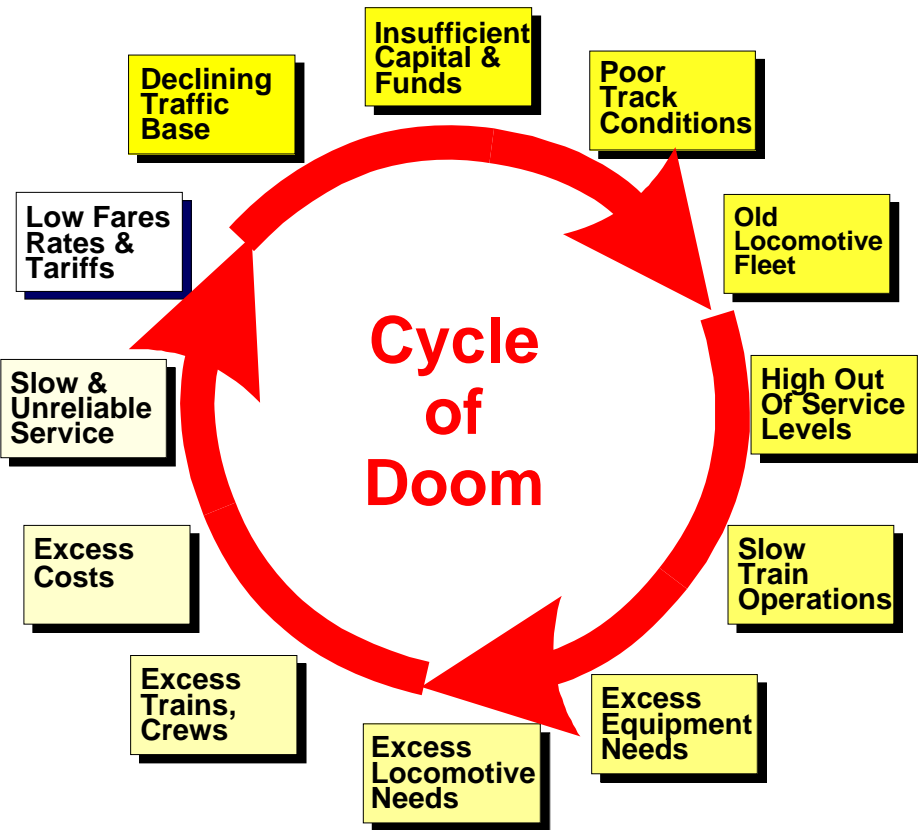 Insufficient
Capital &
Funds
Poor
Track
Conditions
Old
Locomotive
Fleet
High Out
Of Service
Levels
Slow
Train
Operations
Excess
Equipment
Needs
Excess
Locomotive
Needs
Excess
Trains,
Crews
Excess
Costs
Slow &
Unreliable
Service
Low Fares
Rates &
Tariffs
Declining
Traffic
Base
Cycle
of
Doom